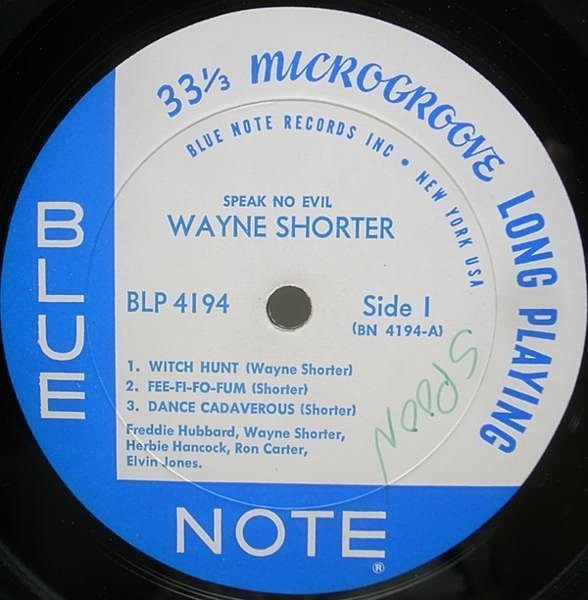 33⅓ MICROGROOVE LONG PLAYING
BLUE NOTE RECORDS INC • NEW YORK USA
SPEAK NO EVIL
WAYNE SHORTER
BLP 4194
Side 1
(BN 4194-A)
1. WITCH HUNT (Wayne Shorter)
2. FEE-FI-FO-FUM (Shorter)
3. DANCE CADAVEROUS (Shorter)
Freddie Hubbard, Wayne Shorter,
Herbie Hancock, Ron Carter,
Elvin Jones.
SPOON
BLUE
NOTE®